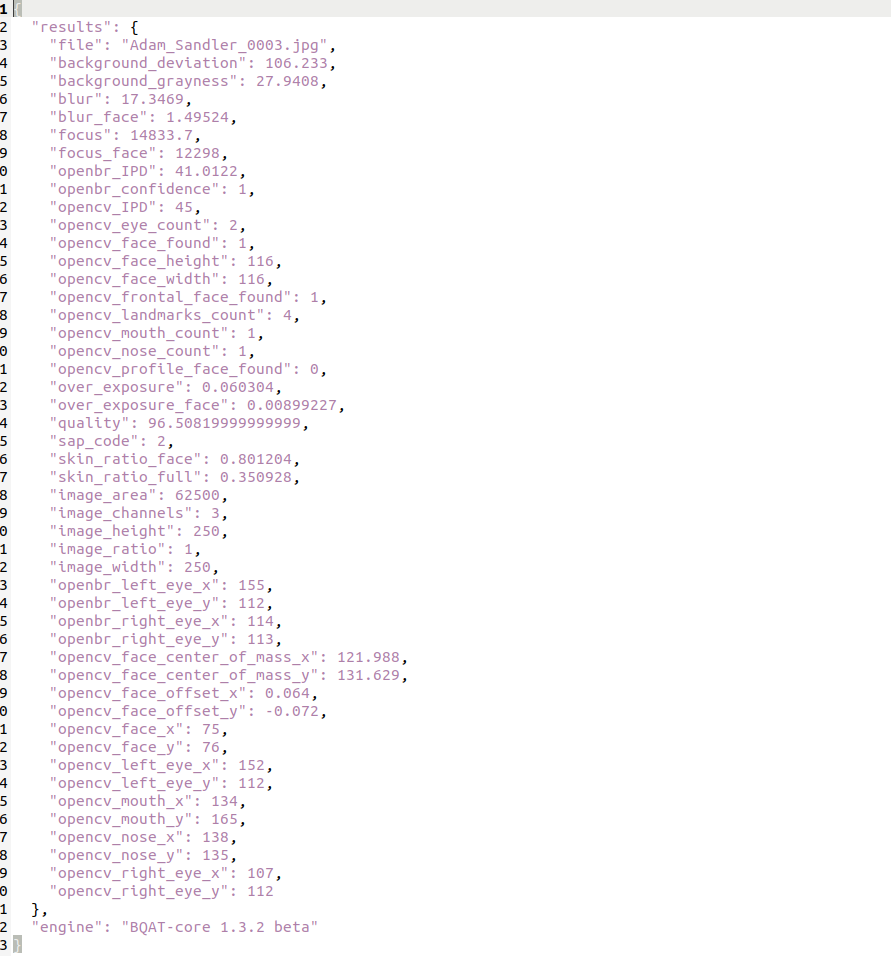 1 {
2 "results": {
3 "file": "Adam_Sandler_0003.jpg",
4 "background_deviation": 106.233,
5 "background_grayness": 27.9408,
6 "blur": 17.3469,
7 "blur_face": 1.49524,
8 "focus": 14833.7,
9 "focus_face": 12298,
0 "openbr_IPD": 41.0122,
1 "openbr_confidence": 1,
2 "opencv_IPD": 45,
3 "opencv_eye_count": 2,
4 "opencv_face_found": 1,
5 "opencv_face_height": 116,
6 "opencv_face_width": 116,
7 "opencv_frontal_face_found": 1,
8 "opencv_landmarks_count": 4,
9 "opencv_mouth_count": 1,
0 "opencv_nose_count": 1,
1 "opencv_profile_face_found": 0,
2 "over_exposure": 0.060304,
3 "over_exposure_face": 0.00899227,
4 "quality": 96.50819999999999,
5 "sap_code": 2,
6 "skin_ratio_face": 0.801204,
7 "skin_ratio_full": 0.350928,
8 "image_area": 62500,
9 "image_channels": 3,
0 "image_height": 250,
1 "image_ratio": 1,
2 "image_width": 250,
3 "openbr_left_eye_x": 155,
4 "openbr_left_eye_y": 112,
5 "openbr_right_eye_x": 114,
6 "openbr_right_eye_y": 113,
7 "opencv_face_center_of_mass_x": 121.988,
8 "opencv_face_center_of_mass_y": 131.629,
9 "opencv_face_offset_x": 0.064,
0 "opencv_face_offset_y": -0.072,
1 "opencv_face_x": 75,
2 "opencv_face_y": 76,
3 "opencv_left_eye_x": 152,
4 "opencv_left_eye_y": 112,
5 "opencv_mouth_x": 134,
6 "opencv_mouth_y": 165,
7 "opencv_nose_x": 138,
8 "opencv_nose_y": 135,
9 "opencv_right_eye_x": 107,
0 "opencv_right_eye_y": 112
1 },
2 "engine": "BQAT-core 1.3.2 beta"
3 }